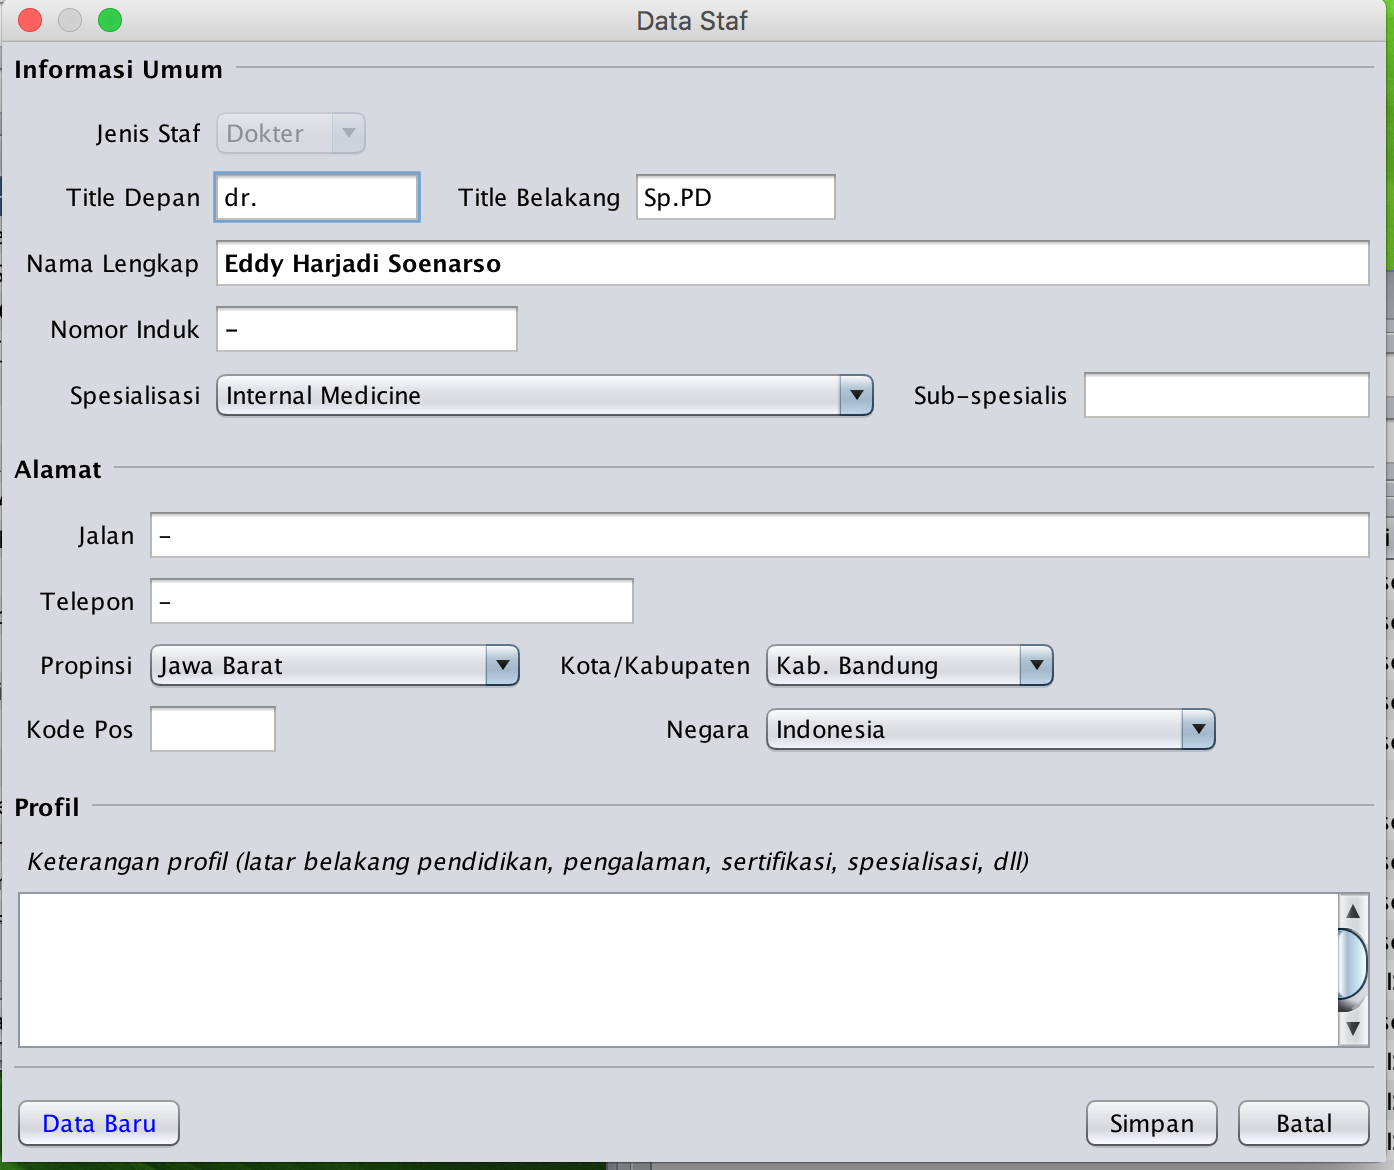 Data Staf
Informasi Umum
Jenis Staf Dokter
Title Depan dr. Title Belakang Sp.PD
Nama Lengkap Eddy Harjadi Soenarso
Nomor Induk -
Spesialisasi Internal Medicine Sub-spesialis
Alamat
Jalan -
Telepon -
Propinsi Jawa Barat Kota/Kabupaten Kab. Bandung
Kode Pos Negara Indonesia
Profil
Keterangan profil (latar belakang pendidikan, pengalaman, sertifikasi, spesialisasi, dll)
Data Baru Simpan Batal